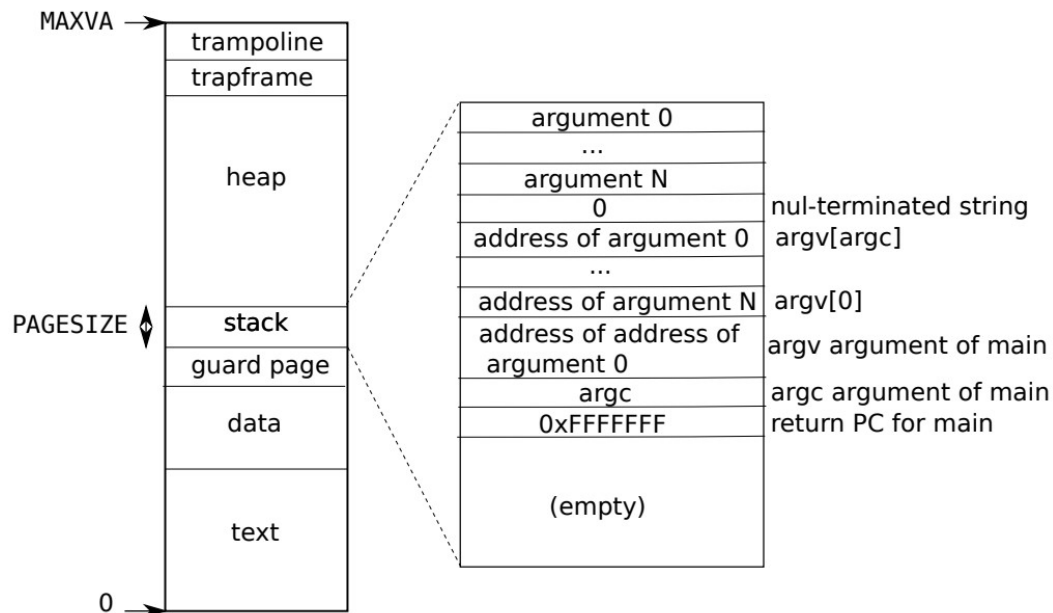 MAXVA
trampoline
trapframe
heap
PAGESIZE
stack
guard page
data
text
0
argument 0
...
argument N
0
nul-terminated string
address of argument 0
argv[argc]
...
address of argument N
argv[0]
address of address of
argument 0
argv argument of main
argc
argc argument of main
0xFFFFFFF
return PC for main
(empty)